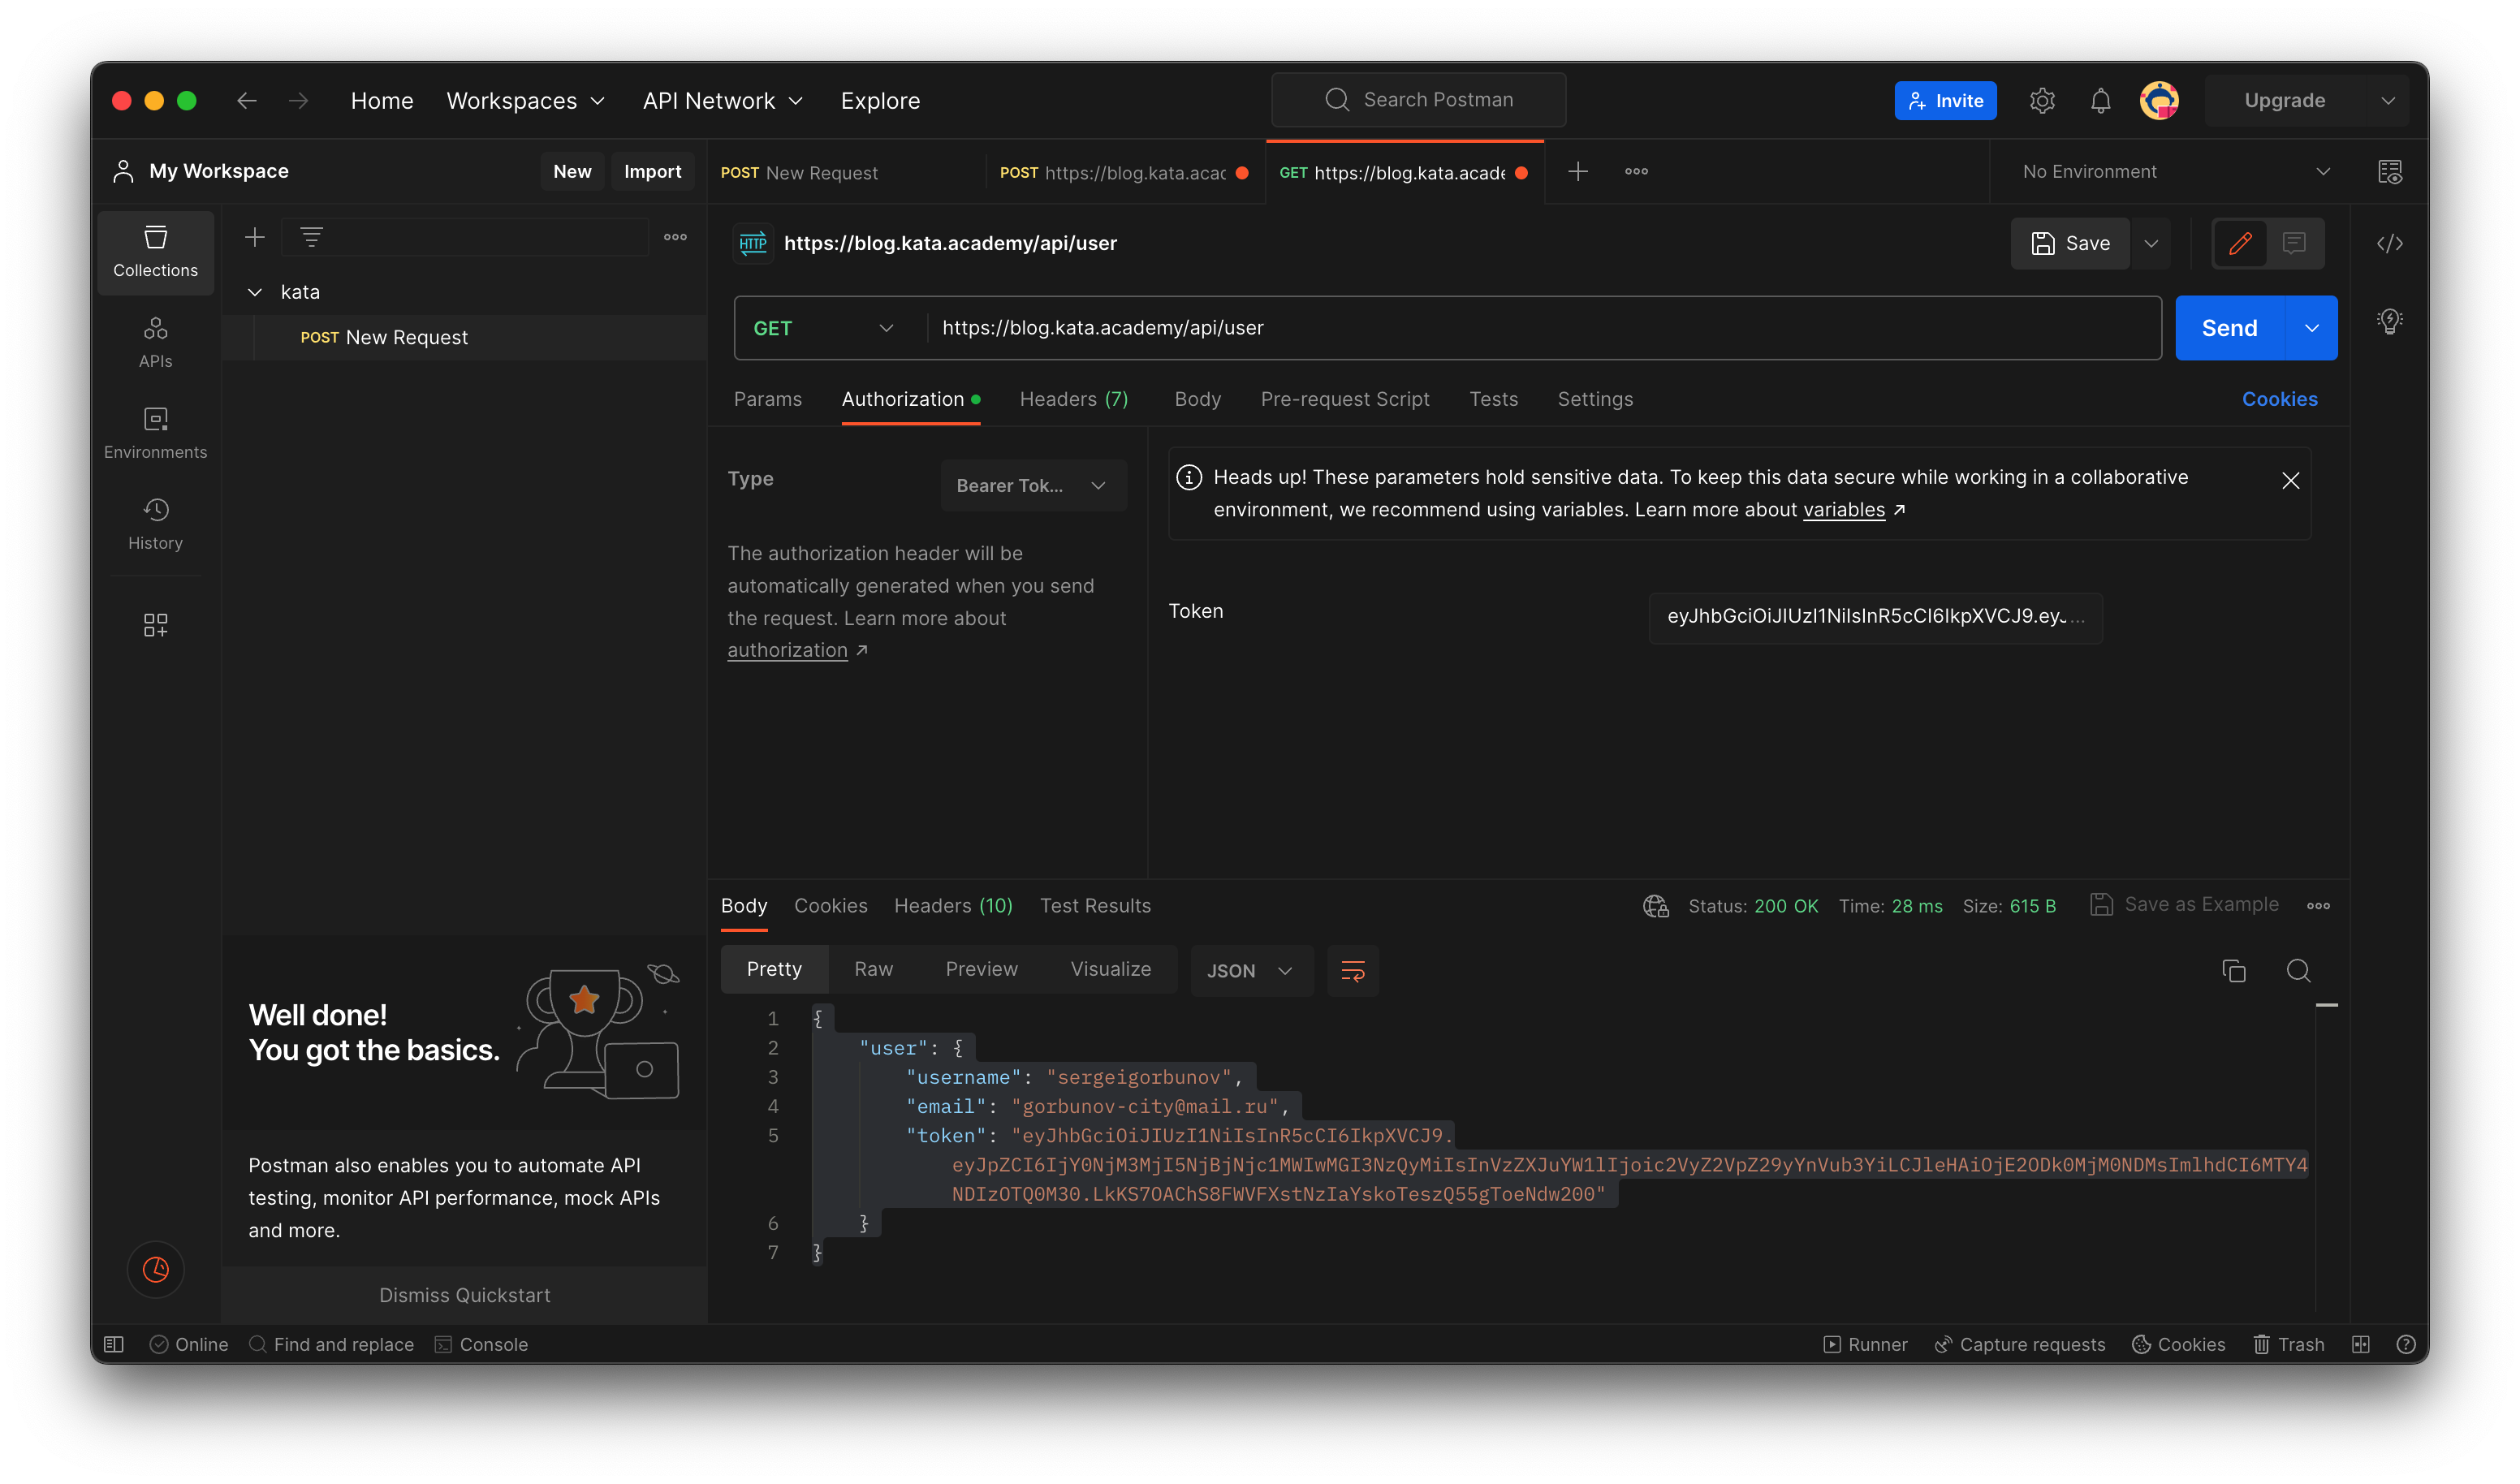 Home Workspaces API Network Explore Search Postman Invite Upgrade
My Workspace New Import
POST New Request POST https://blog.kata.acac GET https://blog.kata.acade No Environment
Collections
APIs
Environments
History
kata
POST New Request
HTTP https://blog.kata.academy/api/user Save
GET https://blog.kata.academy/api/user Send
Params Authorization Headers (7) Body Pre-request Script Tests Settings Cookies
Type Bearer Tok...
The authorization header will be
automatically generated when you send
the request. Learn more about
authorization ↗
Heads up! These parameters hold sensitive data. To keep this data secure while working in a collaborative
environment, we recommend using variables. Learn more about variables ↗
Token eyJhbGciOiJIUzI1NiIsInR5cCI6IkpXVCJ9.eyJ...
Body Cookies Headers (10) Test Results Status: 200 OK Time: 28 ms Size: 615 B Save as Example
Pretty Raw Preview Visualize JSON
1 {
2 "user": {
3 "username": "sergeigorbunov",
4 "email": "gorbunov-city@mail.ru",
5 "token": "eyJhbGciOiJIUzI1NiIsInR5cCI6IkpXVCJ9.
eyJpZCI6IjY0NjM3MjI5NjBjNjc1MWIwMGI3NzQyMiIsInVzZXJuYW1lIjoic2VyZ2VpZ29yYnVub3YiLCJleHAiOjE2ODk0MjM0NDMsImlhdCI6MTY4
NDIzOTQ0M30.LkKS7OAChS8FWVFXstNzIaYskoTeszQ55gToeNdw200"
6 }
7 }
Well done!
You got the basics.
Postman also enables you to automate API
testing, monitor API performance, mock APIs
and more.
Dismiss Quickstart
Online Find and replace Console Runner Capture requests Cookies Trash